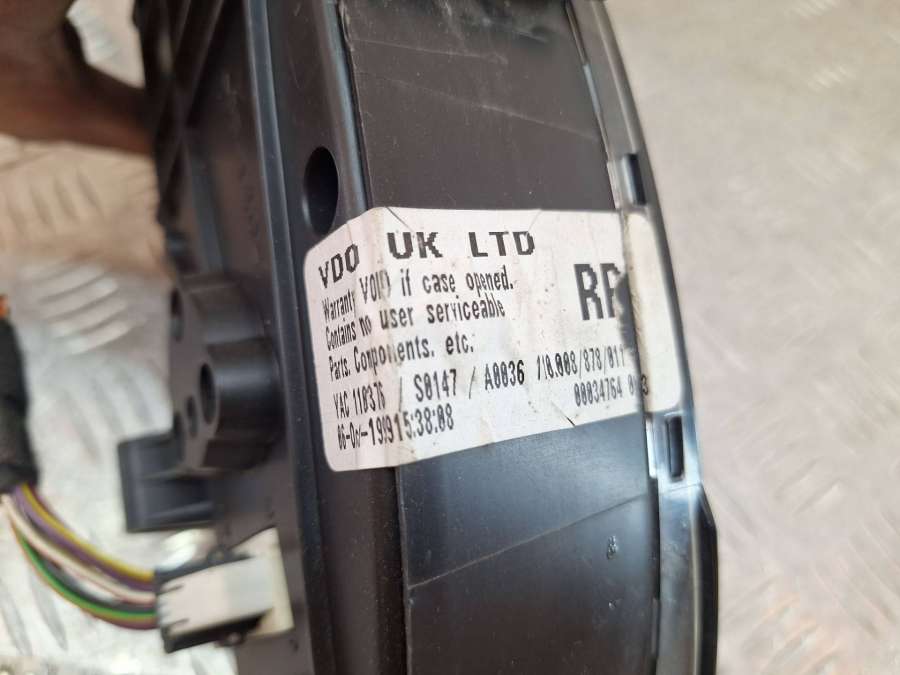 VDO UK LTD
Warranty VOID if case opened.
Contains no user serviceable
Parts. Components. etc.
RR
YAC 110376 / S0147 / A0036
00034764